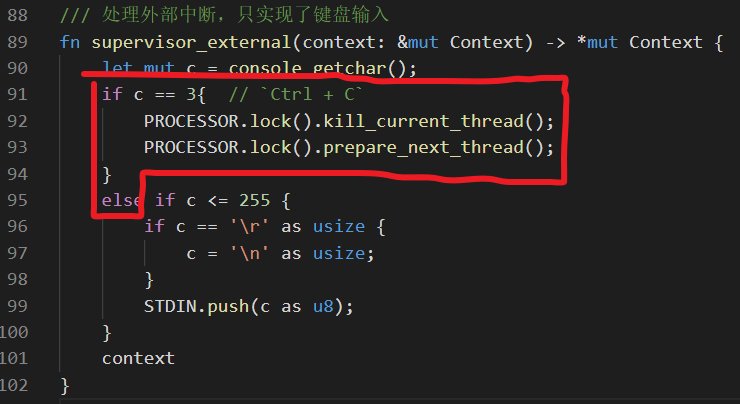 88 /// 处理外部中断，只实现了键盘输入
89 fn supervisor_external(context: &mut Context) -> *mut Context {
90 let mut c = console_getchar();
91 if c == 3{ // `Ctrl + C`
92 PROCESSOR.lock().kill_current_thread();
93 PROCESSOR.lock().prepare_next_thread();
94 }
95 else if c <= 255 {
96 if c == '\r' as usize {
97 c = '\n' as usize;
98 }
99 STDIN.push(c as u8);
100 }
101 context
102 }